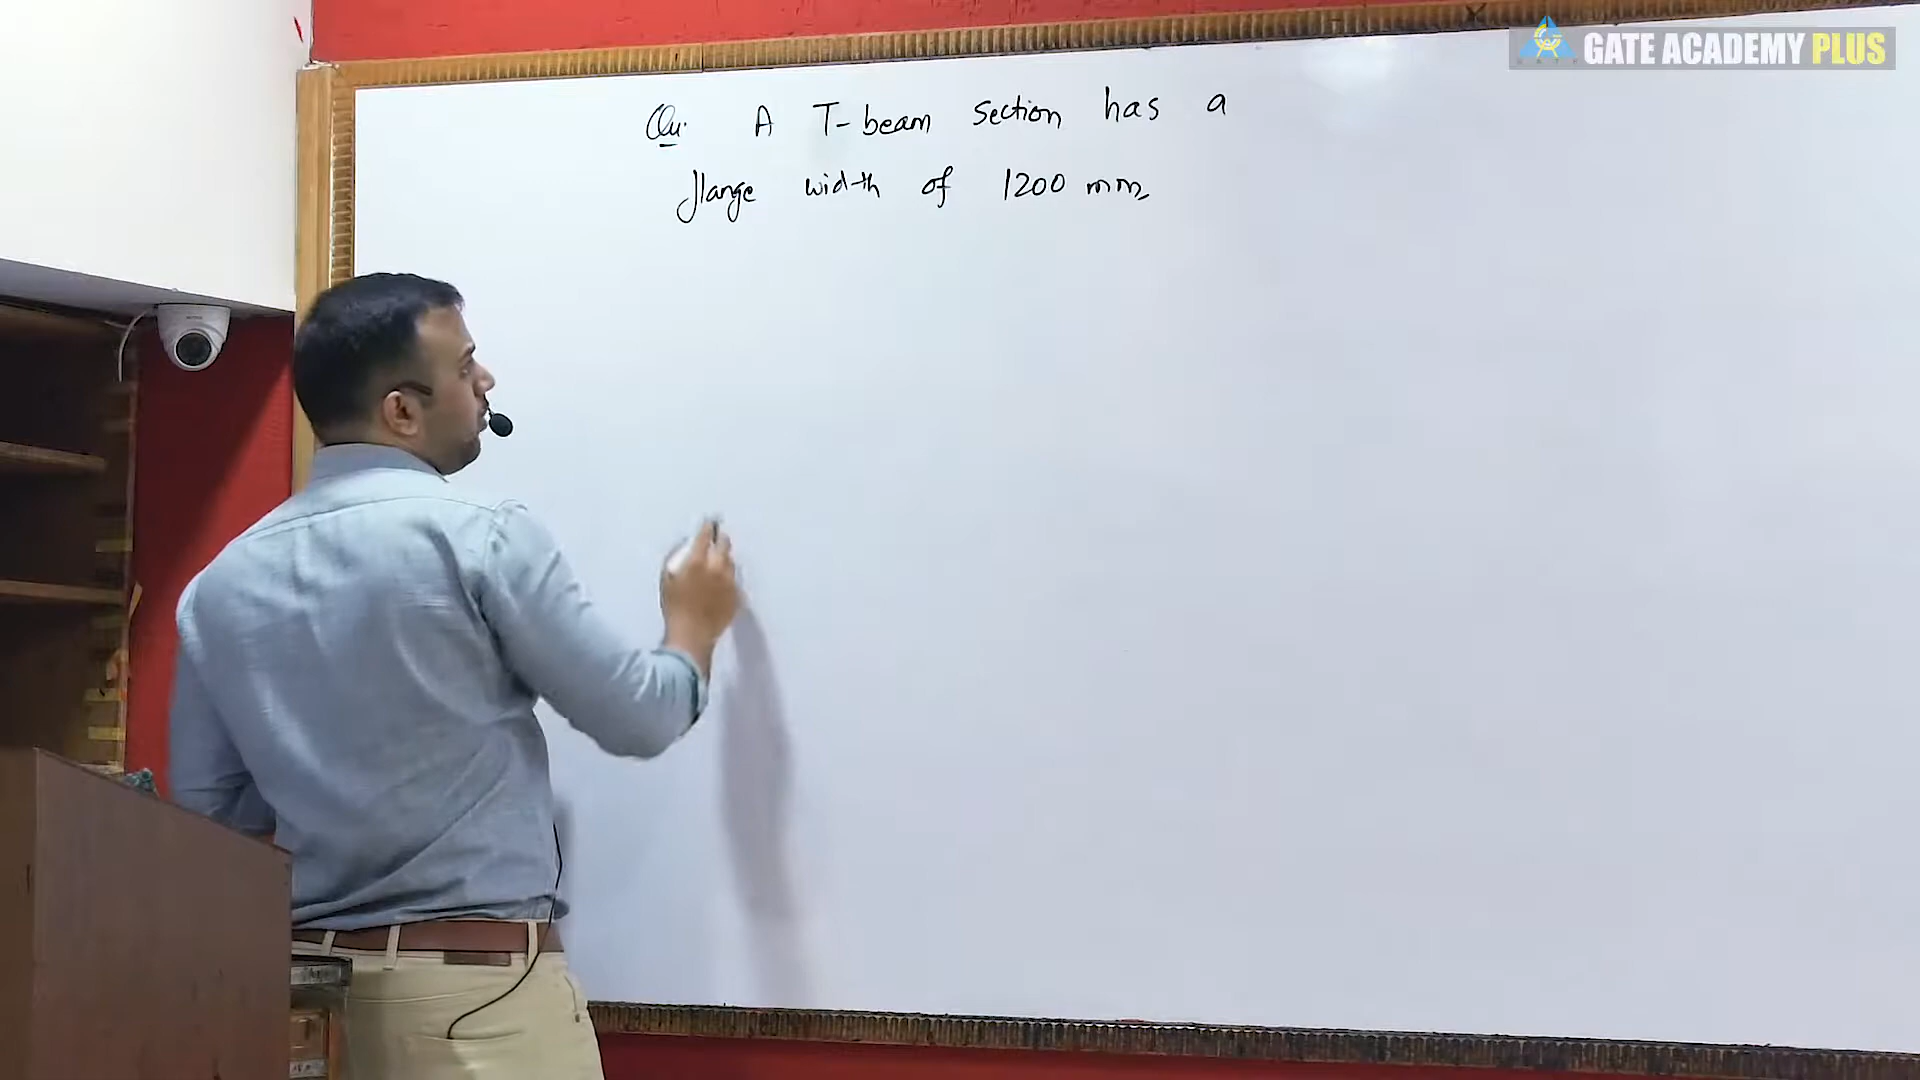 GATE ACADEMY PLUS
Qu. A T-beam section has a
flange width of 1200 mm,